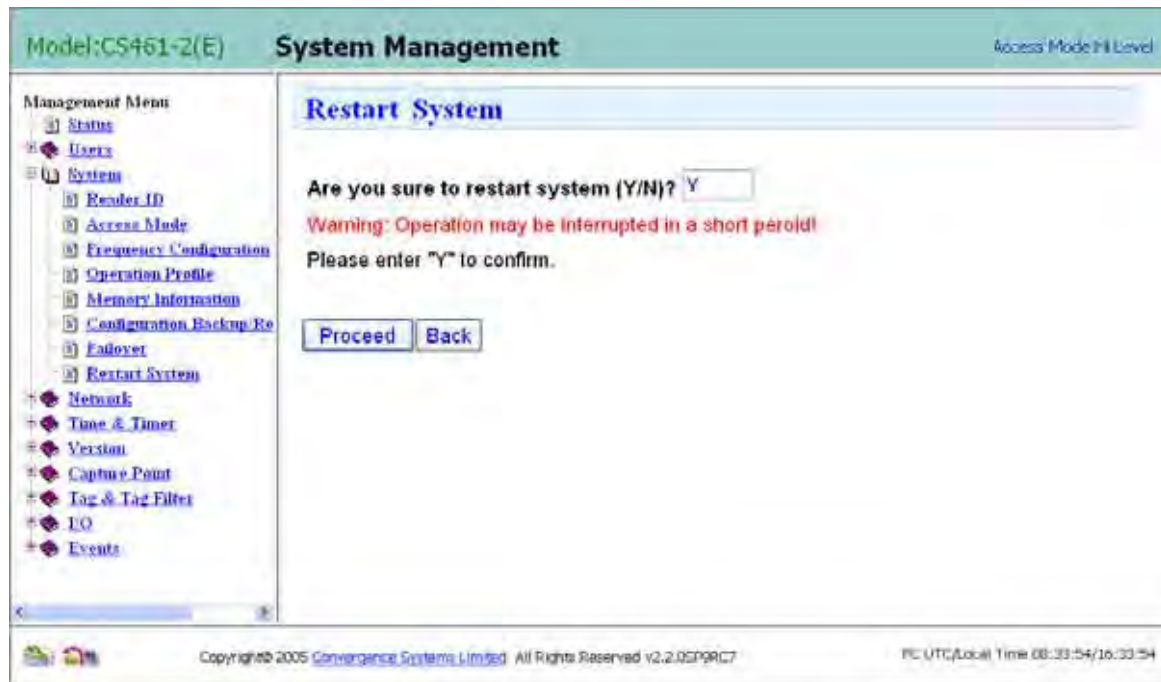 Model:CS461-2(E)
System Management
Access Mode:Hi Level
Management Menu
Status
Users
System
Reader ID
Access Mode
Frequency Configuration
Operation Profile
Memory Information
Configuration Backup/Re
Failover
Restart System
Network
Time & Timer
Version
Capture Point
Tag & Tag Filter
I/O
Events
Restart System
Are you sure to restart system (Y/N)? Y
Warning: Operation may be interrupted in a short peroid!
Please enter "Y" to confirm.
Proceed Back
Copyright© 2005 Convergence Systems Limited All Rights Reserved v2.2.0SP9RC7
PC UTC/Local Time 08:33:54/16:33:54